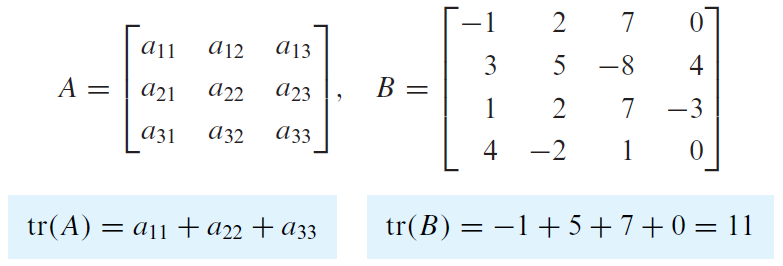 A = [a₁₁ a₁₂ a₁₃
a₂₁ a₂₂ a₂₃
a₃₁ a₃₂ a₃₃],
B = [−1 2 7 0
3 5 −8 4
1 2 7 −3
4 −2 1 0]
tr(A) = a₁₁ + a₂₂ + a₃₃
tr(B) = −1 + 5 + 7 + 0 = 11